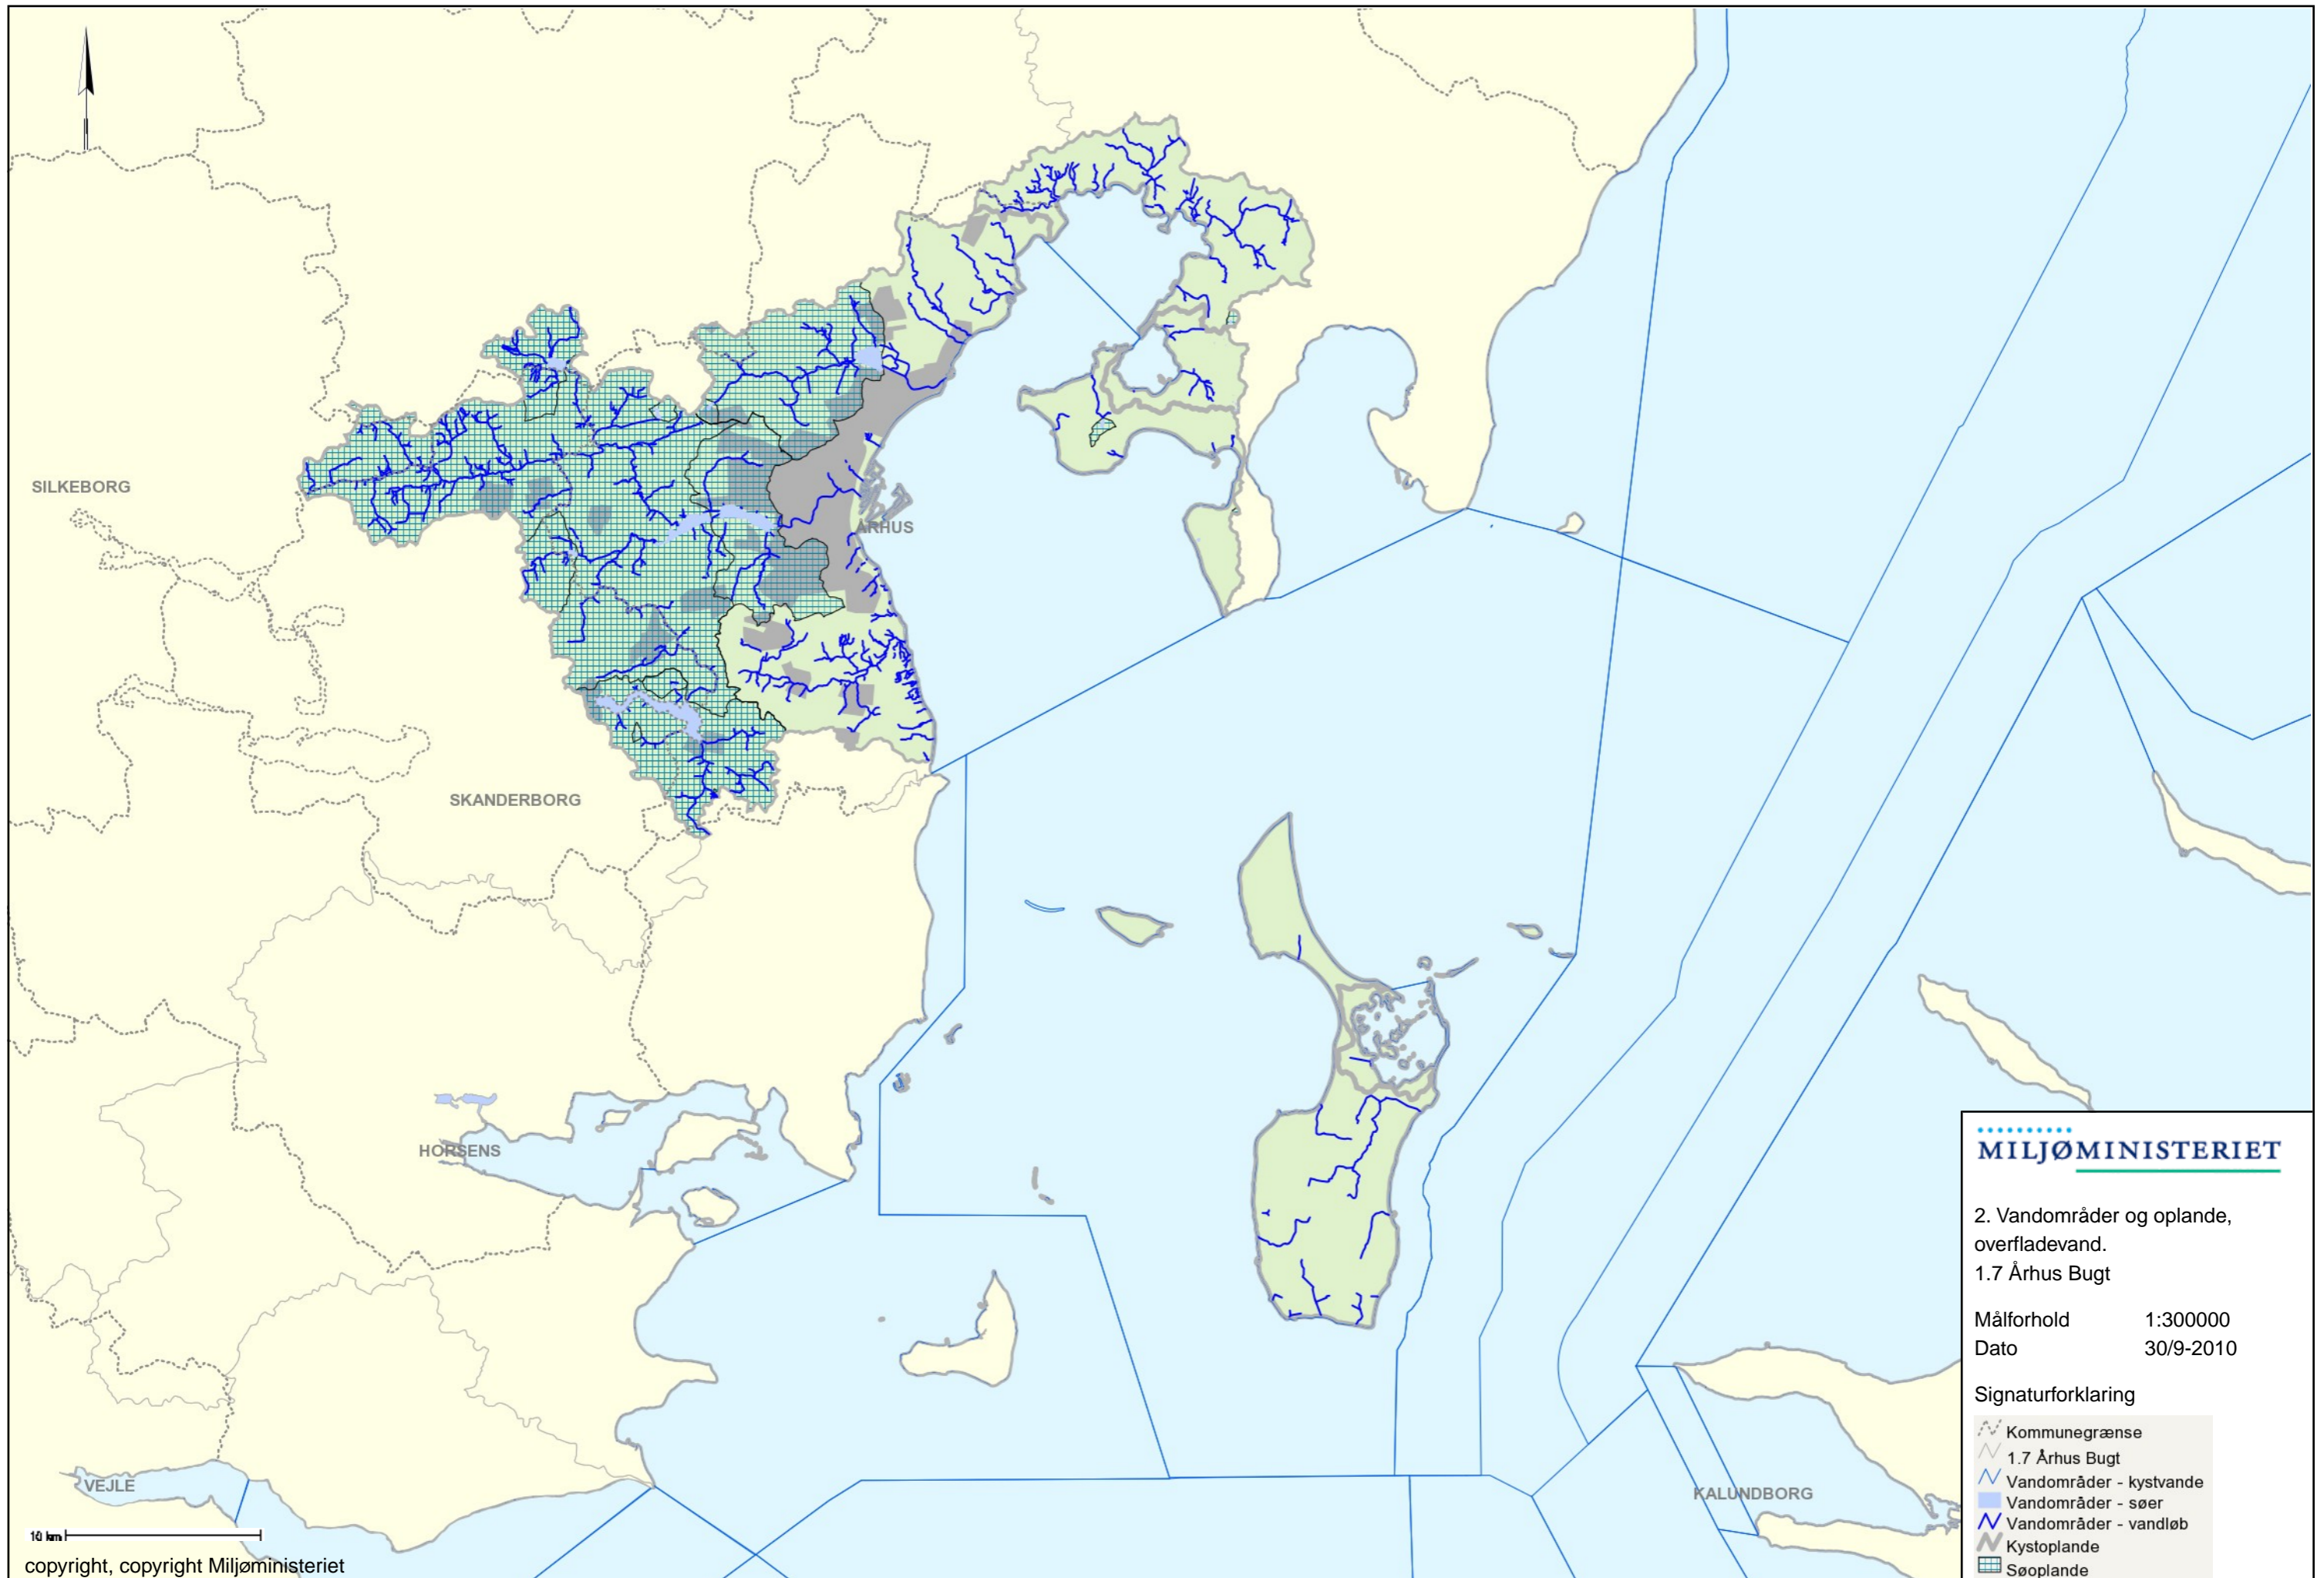 SILKEBORG
ÅRHUS
SKANDERBORG
HORSENS
VEJLE
KALUNDBORG
10 km
copyright, copyright Miljøministeriet
MILJØMINISTERIET
2. Vandområder og oplande,
overfladevand.
1.7 Århus Bugt
Målforhold 1:300000
Dato 30/9-2010
Signaturforklaring
Kommunegrænse
1.7 Århus Bugt
Vandområder - kystvande
Vandområder - søer
Vandområder - vandløb
Kystoplande
Søoplande